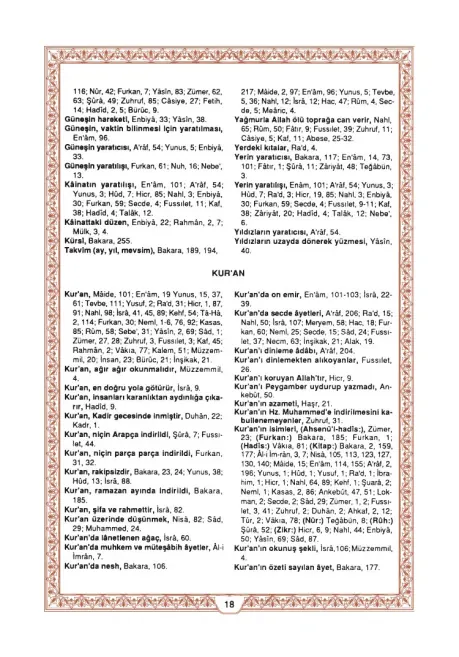 116; Nûr, 42; Furkan, 7; Yâsîn, 83; Zümer, 62,
63; Şûrâ, 49; Zuhruf, 85; Câsiye, 27; Fetih,
14; Hadîd, 2, 5; Bürûc, 9.
Güneşin hareketi, Enbiyâ, 33; Yâsîn, 38.
Güneşin, vaktin bilinmesi için yaratılması,
En'âm, 96.
Güneşin yaratıcısı, A'râf, 54; Yunus, 5; Enbiyâ,
33.
Güneşin yaratılışı, Furkan, 61; Nuh, 16; Nebe',
13.
Kâinatın yaratılışı, En'âm, 101; A'râf, 54;
Yunus, 3; Hûd, 7; Hicr, 85; Nahl, 3; Enbiyâ,
30; Furkan, 59; Secde, 4; Fussılet, 11; Kaf,
38; Hadîd, 4; Talâk, 12.
Kâinattaki düzen, Enbiyâ, 22; Rahmân, 2, 7;
Mülk, 3, 4.
Kürsî, Bakara, 255.
Takvîm (ay, yıl, mevsim), Bakara, 189, 194,
217; Mâide, 2, 97; En'âm, 96; Yunus, 5; Tevbe,
5, 36; Nahl, 12; İsrâ, 12; Hac, 47; Rûm, 4, Sec-
de, 5; Meâric, 4.
Yağmurla Allah ölü toprağa can verir, Nahl,
65; Rûm, 50; Fâtır, 9; Fussılet, 39; Zuhruf, 11;
Câsiye, 5; Kaf, 11; Abese, 25-32.
Yerdeki kıtalar, Ra'd, 4.
Yerin yaratıcısı, Bakara, 117; En'âm, 14, 73,
101; Fâtır, 1; Şûrâ, 11; Zâriyât, 48; Teğâbün,
3.
Yerin yaratılışı, Enâm, 101; A'râf, 54; Yunus, 3;
Hûd, 7; Ra'd, 3; Hicr, 19, 85; Nahl, 3; Enbiyâ,
30; Furkan, 59; Secde, 4; Fussılet, 9-11; Kaf,
38; Zâriyât, 20; Hadîd, 4; Talâk, 12; Nebe',
6.
Yıldızların yaratıcısı, A'râf, 54.
Yıldızların uzayda dönerek yüzmesi, Yâsîn,
40.
KUR'AN
Kur'an, Mâide, 101; En'âm, 19 Yunus, 15, 37,
61; Tevbe, 111; Yusuf, 2; Ra'd, 31; Hicr, 1, 87,
91; Nahl, 98; İsrâ, 41, 45, 89; Kehf, 54; Tâ-Hâ,
2, 114; Furkan, 30; Neml, 1-6, 76, 92; Kasas,
85; Rûm, 58; Sebe', 31; Yâsîn, 2, 69; Sâd, 1;
Zümer, 27, 28; Zuhruf, 3, Fussılet, 3; Kaf, 45;
Rahmân, 2; Vâkıa, 77; Kalem, 51; Müzzem-
mil, 20; İnsan, 23; Bürûc, 21; İnşikak, 21.
Kur'an, ağır ağır okunmalıdır, Müzzemmil,
4.
Kur'an, en doğru yola götürür, İsrâ, 9.
Kur'an, insanları karanlıktan aydınlığa çıka-
rır, Hadîd, 9.
Kur'an, Kadir gecesinde inmiştir, Duhân, 22;
Kadr, 1.
Kur'an, niçin Arapça indirildi, Şûrâ, 7; Fussı-
let, 44.
Kur'an, niçin parça parça indirildi, Furkan,
31, 32.
Kur'an, rakipsizdir, Bakara, 23, 24; Yunus, 38;
Hûd, 13; İsrâ, 88.
Kur'an, ramazan ayında indirildi, Bakara,
185.
Kur'an, şifa ve rahmettir, İsrâ, 82.
Kur'an üzerinde düşünmek, Nisâ, 82; Sâd,
29; Muhammed, 24.
Kur'an'da lânetlenen ağaç, İsrâ, 60.
Kur'an'da muhkem ve müteşâbih âyetler, Âl-i
İmrân, 7.
Kur'an'da nesh, Bakara, 106.
Kur'an'da on emir, En'âm, 101-103; İsrâ, 22-
39.
Kur'an'da secde âyetleri, A'râf, 206; Ra'd, 15;
Nahl, 50; İsrâ, 107; Meryem, 58; Hac, 18; Fur-
kan, 60; Neml, 25; Secde, 15; Sâd, 24; Fussı-
let, 37; Necm, 63; İnşikak, 21; Alak, 19.
Kur'an'ı dinleme âdâbı, A'râf, 204.
Kur'an'ı dinlemekten alıkoyanlar, Fussılet,
26.
Kur'an'ı koruyan Allah'tır, Hicr, 9.
Kur'an'ı Peygamber uydurup yazmadı, An-
kebût, 50.
Kur'an'ın azameti, Haşr, 21.
Kur'an'ın Hz. Muhammed'e indirilmesini ka-
bullenemeyenler, Zuhruf, 31.
Kur'an'ın isimleri, (Ahsenü'l-hadîs:), Zümer,
23; (Furkan:) Bakara, 185; Furkan, 1;
(Hadîs:) Vâkıa, 81; (Kitap:) Bakara, 2, 159,
177; Âl-i İm-rân, 3, 7; Nisâ, 105, 113, 123, 127,
130, 140; Mâide, 15; En'âm, 114, 155; A'râf, 2,
196; Yunus, 1; Hûd, 1; Yusuf, 1; Ra'd, 1; İbra-
him, 1; Hicr, 1; Nahl, 64, 89; Kehf, 1; Şuarâ, 2;
Neml, 1; Kasas, 2, 86; Ankebût, 47, 51; Lok-
man, 2; Secde, 2; Sâd, 29; Zümer, 1, 2; Fussı-
let, 3, 41; Zuhruf, 2; Duhân, 2; Ahkaf, 2, 12;
Tûr, 2; Vâkıa, 78; (Nûr:) Teğâbün, 8; (Rûh:)
Şûrâ, 52; (Zikr:) Hicr, 6, 9; Nahl, 44; Enbiyâ,
50; Yâsîn, 69; Sâd, 87.
Kur'an'ın okunuş şekli, İsrâ,106; Müzzemmil,
4.
Kur'an'ın özeti sayılan âyet, Bakara, 177.
18